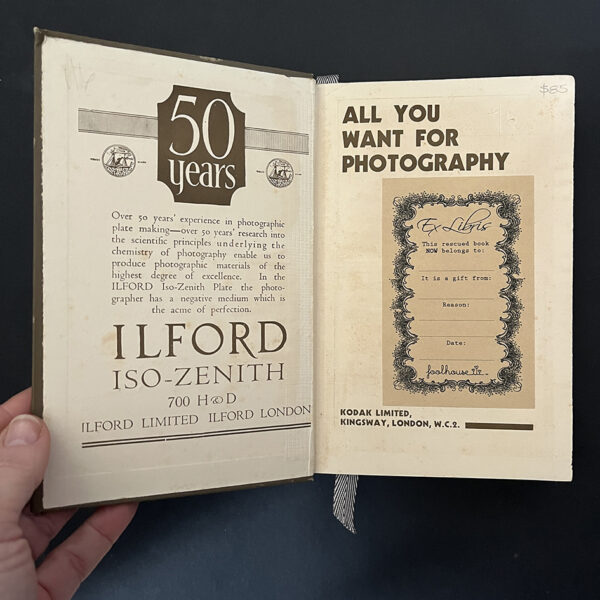 50
years
Over 50 years' experience in photographic
plate making—over 50 years' research into
the scientific principles underlying the
chemistry of photography enable us to
produce photographic materials of the
highest degree of excellence. In the
ILFORD Iso-Zenith Plate the photo-
grapher has a negative medium which is
the acme of perfection.
ILFORD
ISO-ZENITH
700 H & D
ILFORD LIMITED ILFORD LONDON
$85
ALL YOU
WANT FOR
PHOTOGRAPHY
Ex Libris
This rescued book
NOW belongs to:
It is a gift from:
Reason:
Date:
foolhouse
KODAK LIMITED,
KINGSWAY, LONDON, W.C.2.